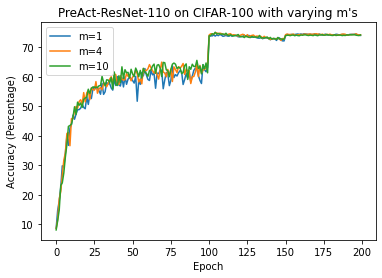 PreAct-ResNet-110 on CIFAR-100 with varying m's
m=1
m=4
m=10
Accuracy (Percentage)
70
60
50
40
30
20
10
0 25 50 75 100 125 150 175 200
Epoch